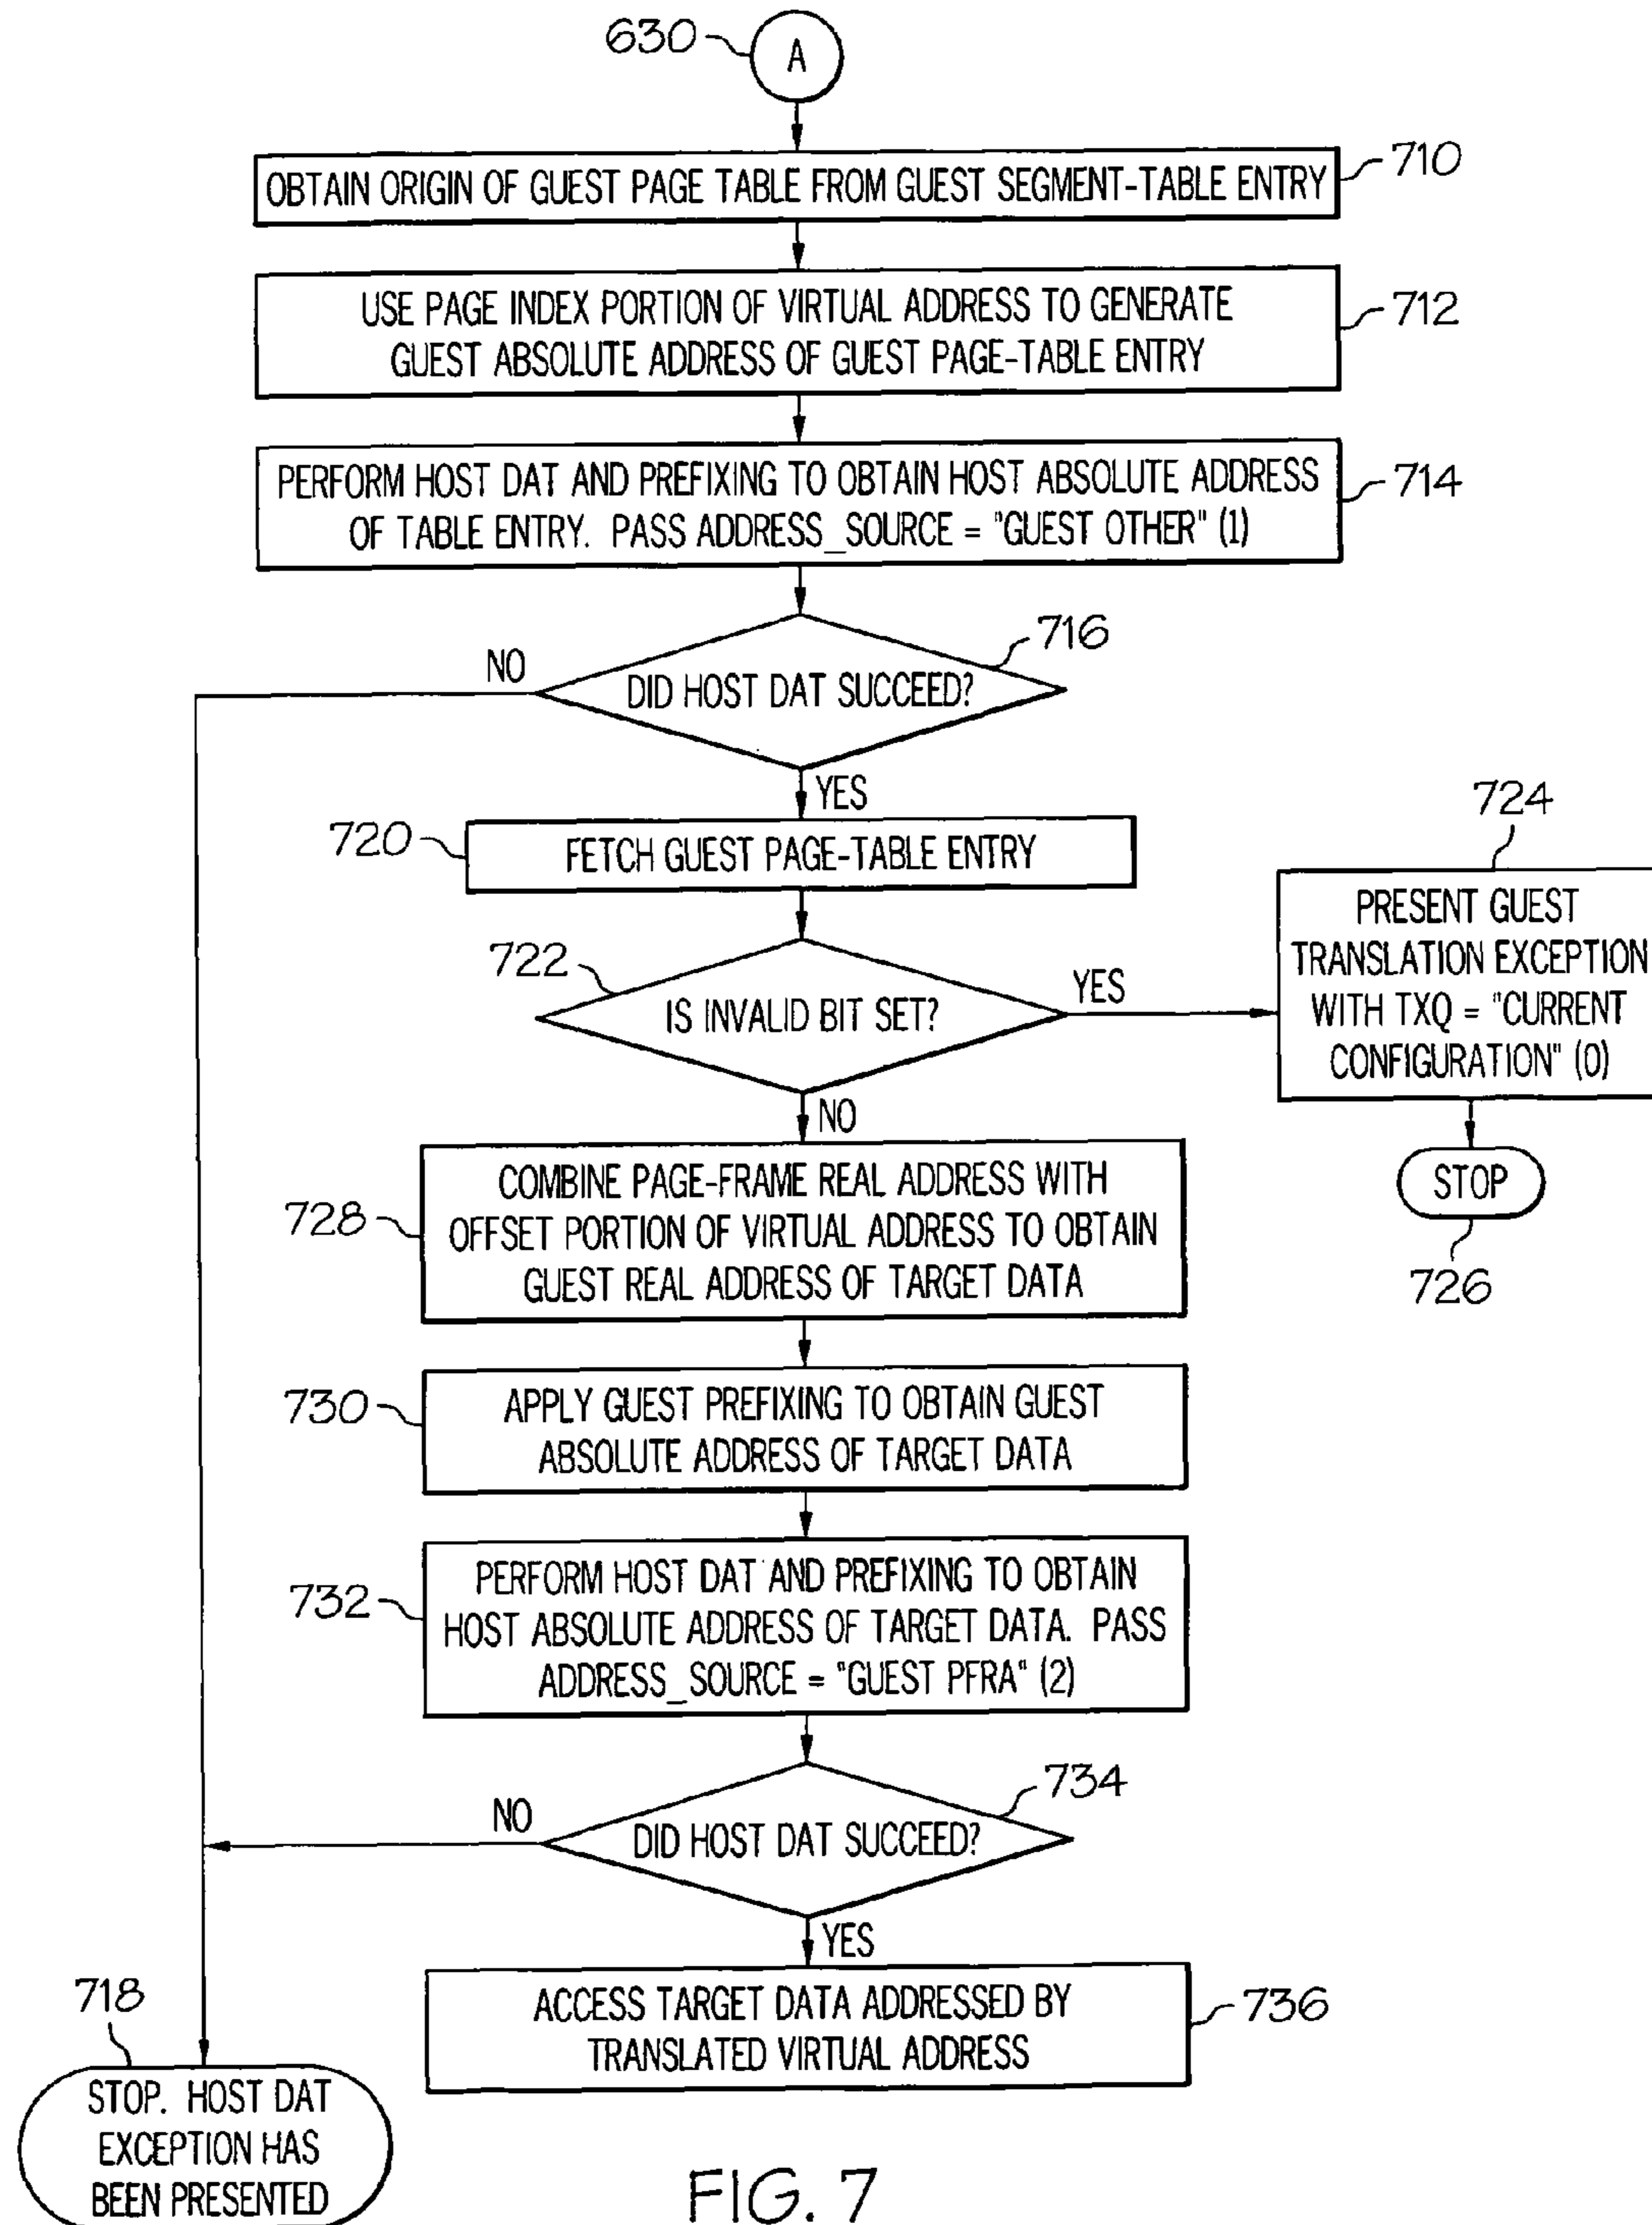 630
A
OBTAIN ORIGIN OF GUEST PAGE TABLE FROM GUEST SEGMENT-TABLE ENTRY
710
USE PAGE INDEX PORTION OF VIRTUAL ADDRESS TO GENERATE
GUEST ABSOLUTE ADDRESS OF GUEST PAGE-TABLE ENTRY
712
PERFORM HOST DAT AND PREFIXING TO OBTAIN HOST ABSOLUTE ADDRESS
OF TABLE ENTRY. PASS ADDRESS_SOURCE = "GUEST OTHER" (1)
714
716
NO
DID HOST DAT SUCCEED?
YES
720
FETCH GUEST PAGE-TABLE ENTRY
724
PRESENT GUEST
TRANSLATION EXCEPTION
WITH TXQ = "CURRENT
CONFIGURATION" (0)
722
IS INVALID BIT SET?
YES
NO
STOP
726
728
COMBINE PAGE-FRAME REAL ADDRESS WITH
OFFSET PORTION OF VIRTUAL ADDRESS TO OBTAIN
GUEST REAL ADDRESS OF TARGET DATA
730
APPLY GUEST PREFIXING TO OBTAIN GUEST
ABSOLUTE ADDRESS OF TARGET DATA
732
PERFORM HOST DAT AND PREFIXING TO OBTAIN
HOST ABSOLUTE ADDRESS OF TARGET DATA. PASS
ADDRESS_SOURCE = "GUEST PFRA" (2)
734
NO
DID HOST DAT SUCCEED?
YES
718
ACCESS TARGET DATA ADDRESSED BY
TRANSLATED VIRTUAL ADDRESS
736
STOP. HOST DAT
EXCEPTION HAS
BEEN PRESENTED
FIG. 7